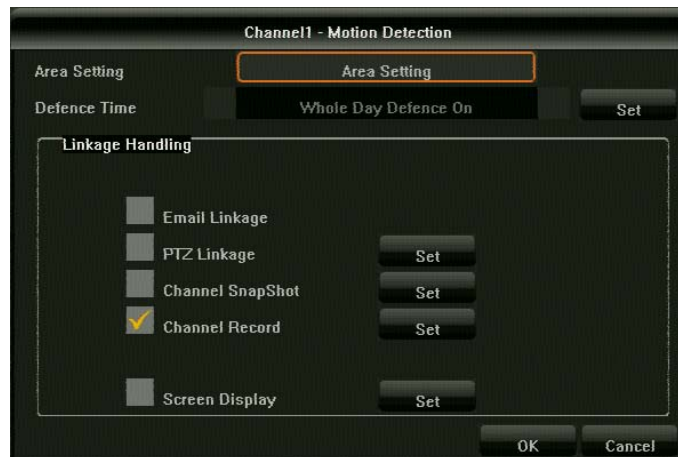 Channel1 - Motion Detection
Area Setting Area Setting
Defence Time Whole Day Defence On Set
Linkage Handling
Email Linkage
PTZ Linkage Set
Channel SnapShot Set
Channel Record Set
Screen Display Set
OK Cancel